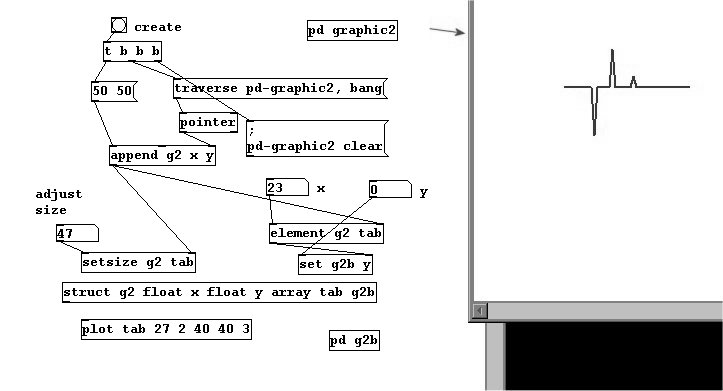 create
pd graphic2
t b b b
50 50
traverse pd-graphic2, bang
pointer
;
pd-graphic2 clear
append g2 x y
23 x
0 y
adjust
size
47
element g2 tab
setsize g2 tab
set g2b y
struct g2 float x float y array tab g2b
plot tab 27 2 40 40 3
pd g2b